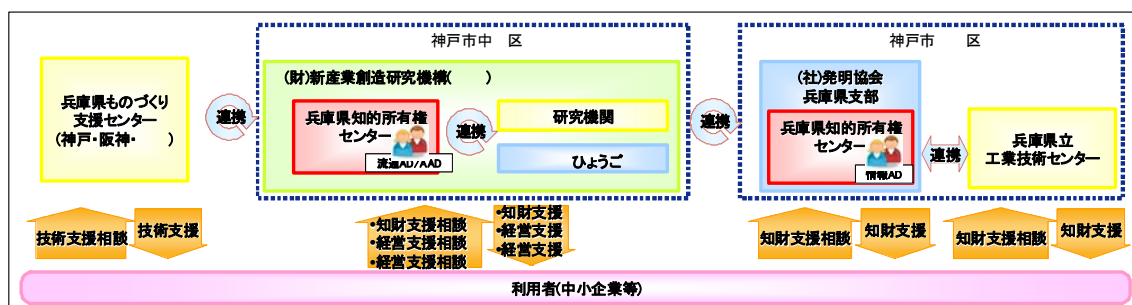 神戸市中 区
神戸市 区
(財)新産業創造研究機構( )
(社)発明協会
兵庫県支部
兵庫県ものづくり
支援センター
(神戸・阪神・ )
連携
兵庫県知的所有権
センター
流通AD/AAD
連携
研究機関
ひょうご
連携
兵庫県知的所有権
センター
情報AD
連携
兵庫県立
工業技術センター
技術支援相談
技術支援
•知財支援相談
•経営支援相談
•経営支援相談
•知財支援
•経営支援
•経営支援
知財支援相談
知財支援
知財支援相談
知財支援
利用者(中小企業等)